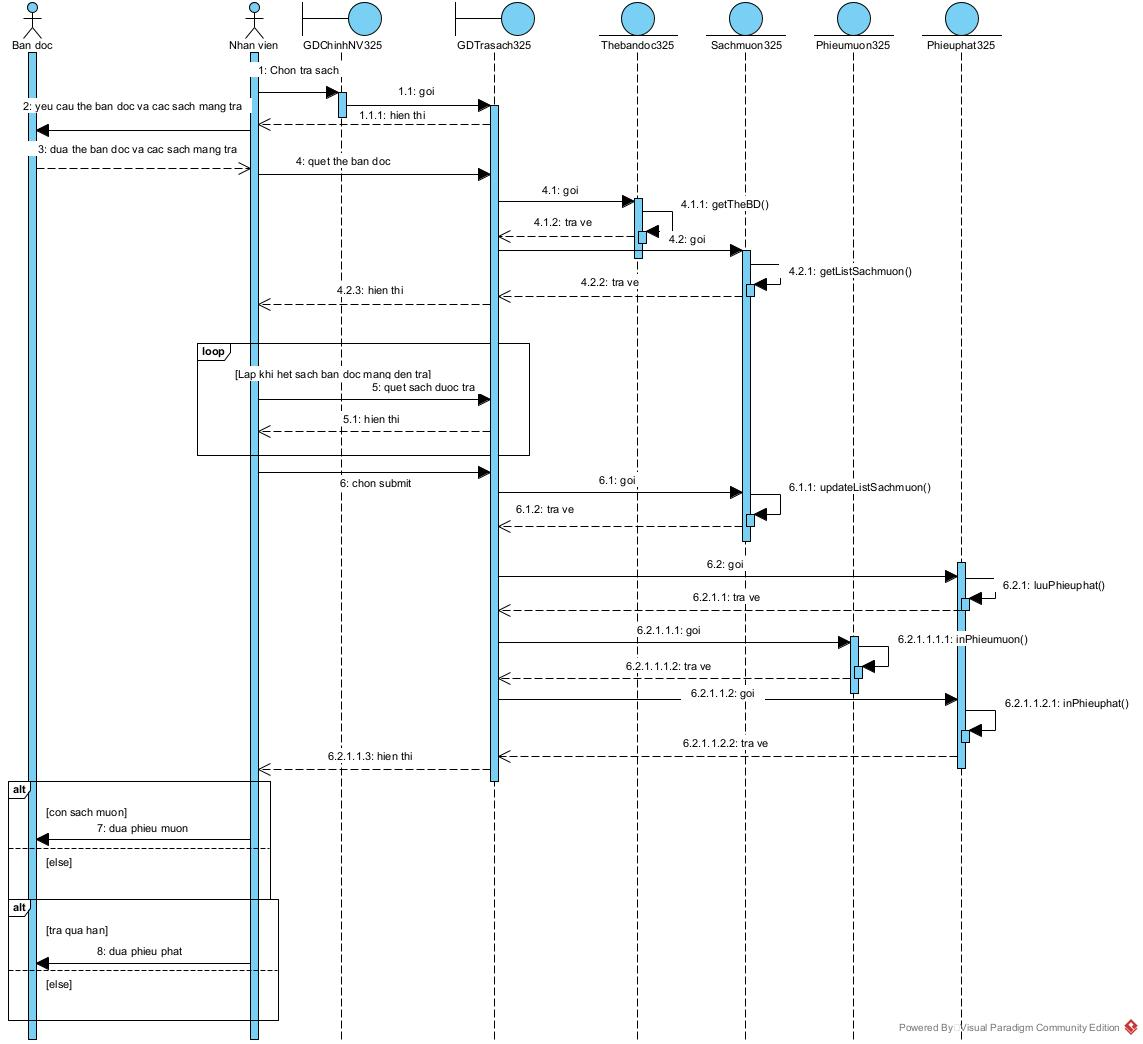 Ban doc
Nhan vien
GDChinhNV325
GDTrasach325
Thebandoc325
Sachmuon325
Phieumuon325
Phieuphat325
1: Chon tra sach
1.1: goi
2: yeu cau the ban doc va cac sach mang tra
1.1.1: hien thi
3: dua the ban doc va cac sach mang tra
4: quet the ban doc
4.1: goi
4.1.1: getTheBD()
4.1.2: tra ve
4.2: goi
4.2.1: getListSachmuon()
4.2.2: tra ve
4.2.3: hien thi
loop
[Lap khi het sach ban doc mang den tra]
5: quet sach duoc tra
5.1: hien thi
6: chon submit
6.1: goi
6.1.1: updateListSachmuon()
6.1.2: tra ve
6.2: goi
6.2.1: luuPhieuphat()
6.2.1.1: tra ve
6.2.1.1.1: goi
6.2.1.1.1.1: inPhieumuon()
6.2.1.1.1.2: tra ve
6.2.1.1.2: goi
6.2.1.1.2.1: inPhieuphat()
6.2.1.1.2.2: tra ve
6.2.1.1.3: hien thi
alt
[con sach muon]
7: dua phieu muon
[else]
alt
[tra qua han]
8: dua phieu phat
[else]
Powered By Visual Paradigm Community Edition